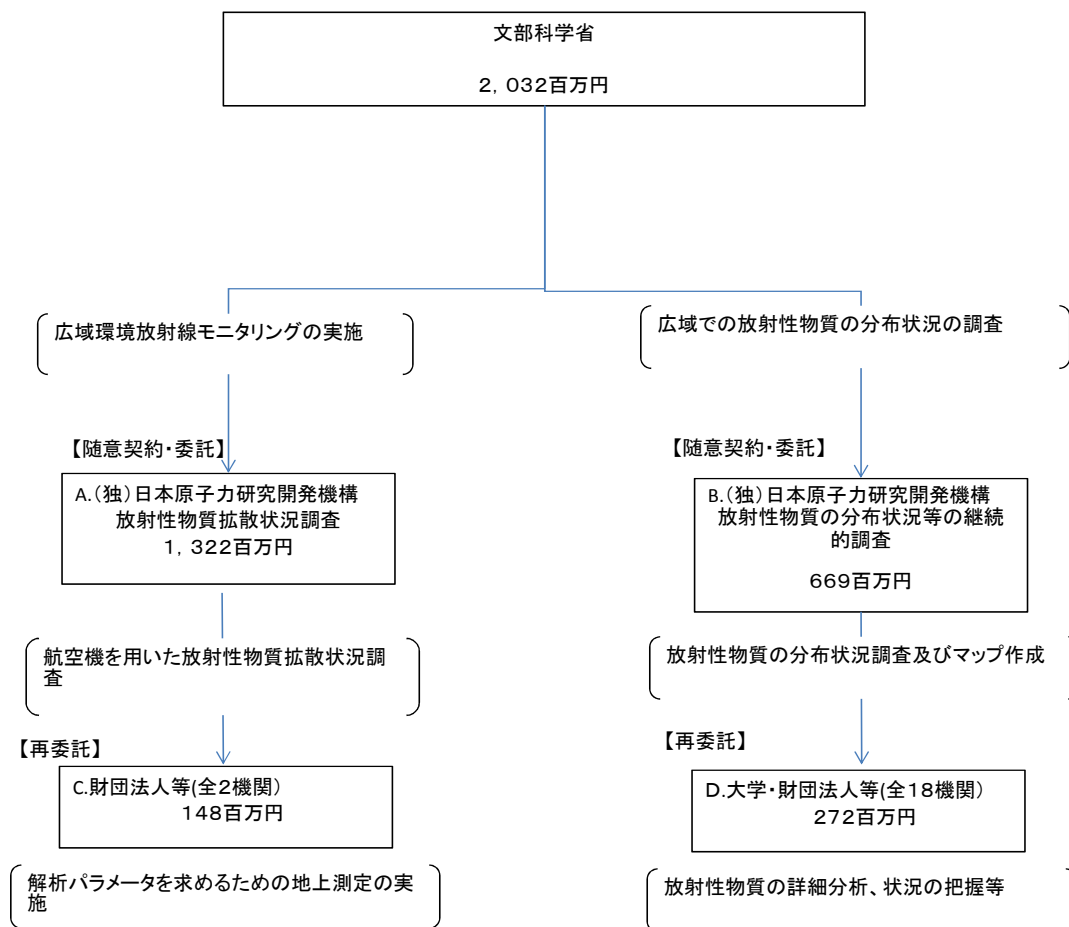 文部科学省
2，032百万円
広域環境放射線モニタリングの実施
【随意契約・委託】
A.（独）日本原子力研究開発機構
放射性物質拡散状況調査
1，322百万円
航空機を用いた放射性物質拡散状況調
査
【再委託】
C.財団法人等(全2機関)
148百万円
解析パラメータを求めるための地上測定の実
施
広域での放射性物質の分布状況の調査
【随意契約・委託】
B.（独）日本原子力研究開発機構
放射性物質の分布状況等の継続
的調査
669百万円
放射性物質の分布状況調査及びマップ作成
【再委託】
D.大学・財団法人等(全18機関)
272百万円
放射性物質の詳細分析、状況の把握等